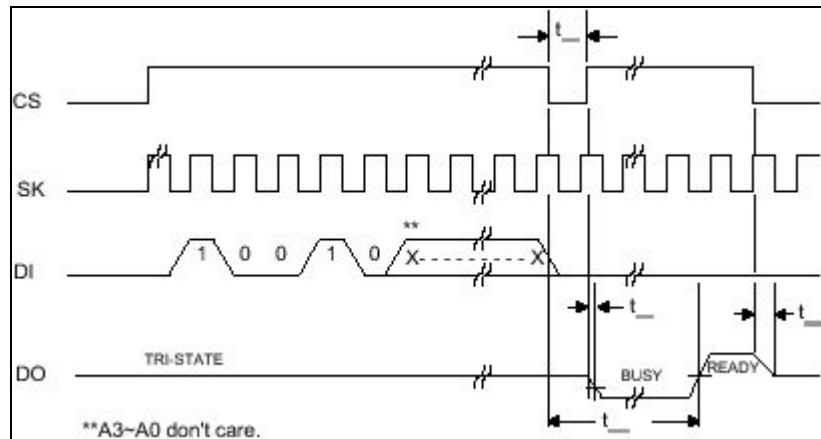 t__
CS
SK
**
1 0 0 1 0 X X
DI
t__ t__
TRI-STATE BUSY READY
DO
t__
**A3~A0 don't care.